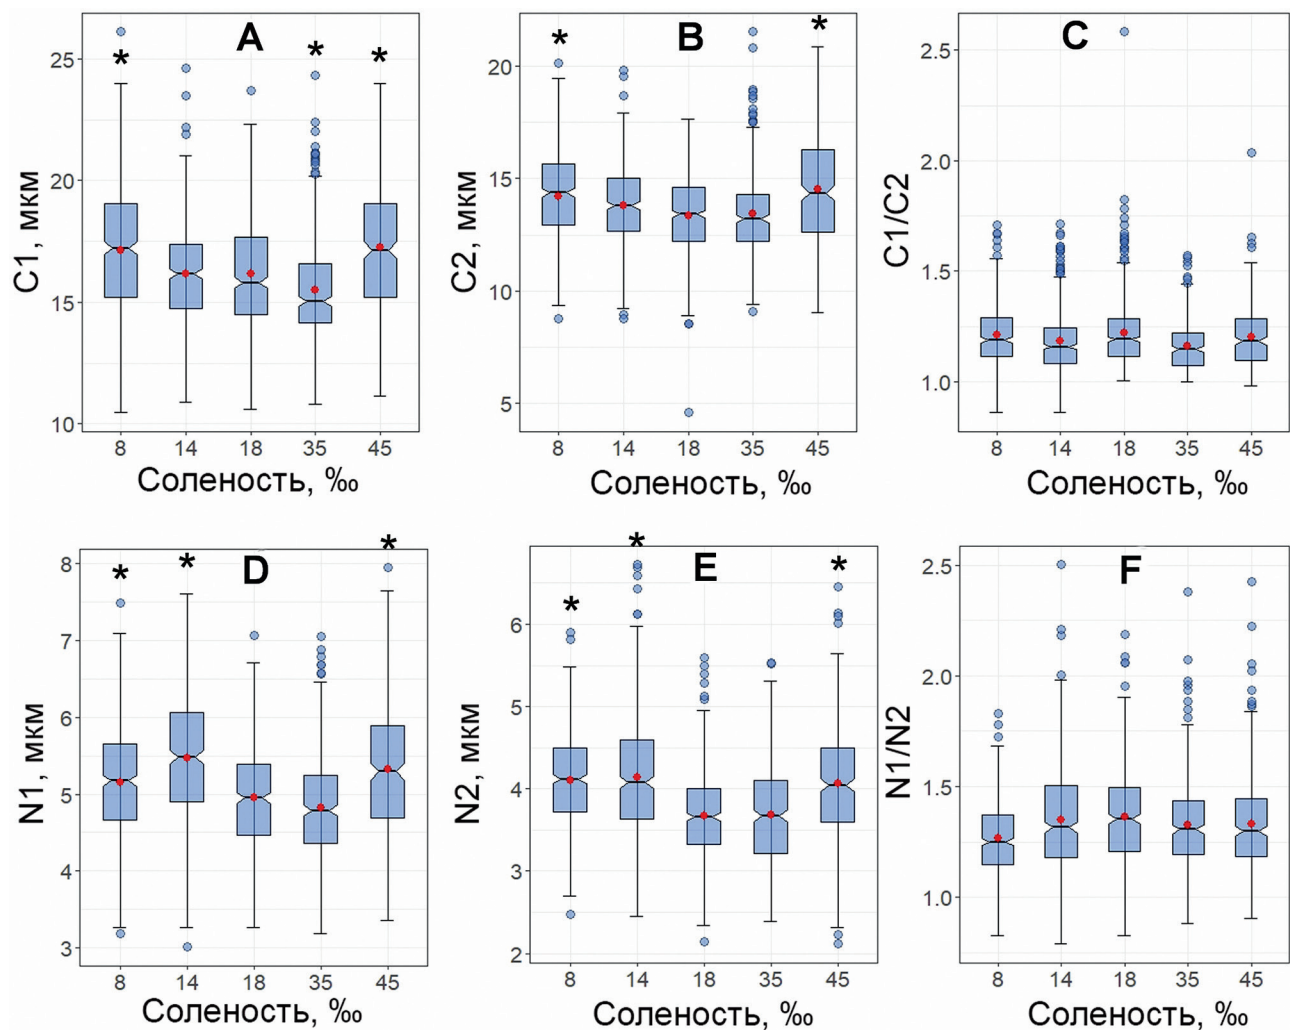 A
* * *
25
20
15
10
C1, мкм
8 14 18 35 45
Соленость, ‰
B
* *
20
15
10
5
C2, мкм
8 14 18 35 45
Соленость, ‰
C
2.5
2.0
1.5
1.0
C1/C2
8 14 18 35 45
Соленость, ‰
D
* * *
8
7
6
5
4
3
N1, мкм
8 14 18 35 45
Соленость, ‰
E
* * *
6
5
4
3
2
N2, мкм
8 14 18 35 45
Соленость, ‰
F
2.5
2.0
1.5
1.0
N1/N2
8 14 18 35 45
Соленость, ‰